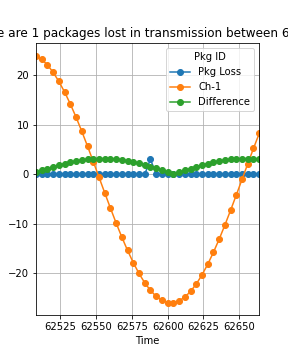 e are 1 packages lost in transmission between 6
Pkg ID
Pkg Loss
Ch-1
Difference
20
10
0
−10
−20
62525 62550 62575 62600 62625 62650
Time